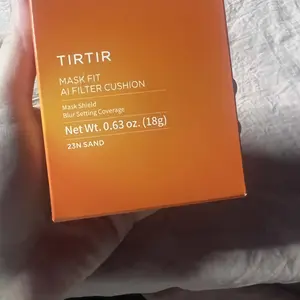 TIRTIR
MASK FIT
AI FILTER CUSHION
Mask Shield
Blur Setting Coverage
Net Wt. 0.63 oz. (18g)
23N SAND